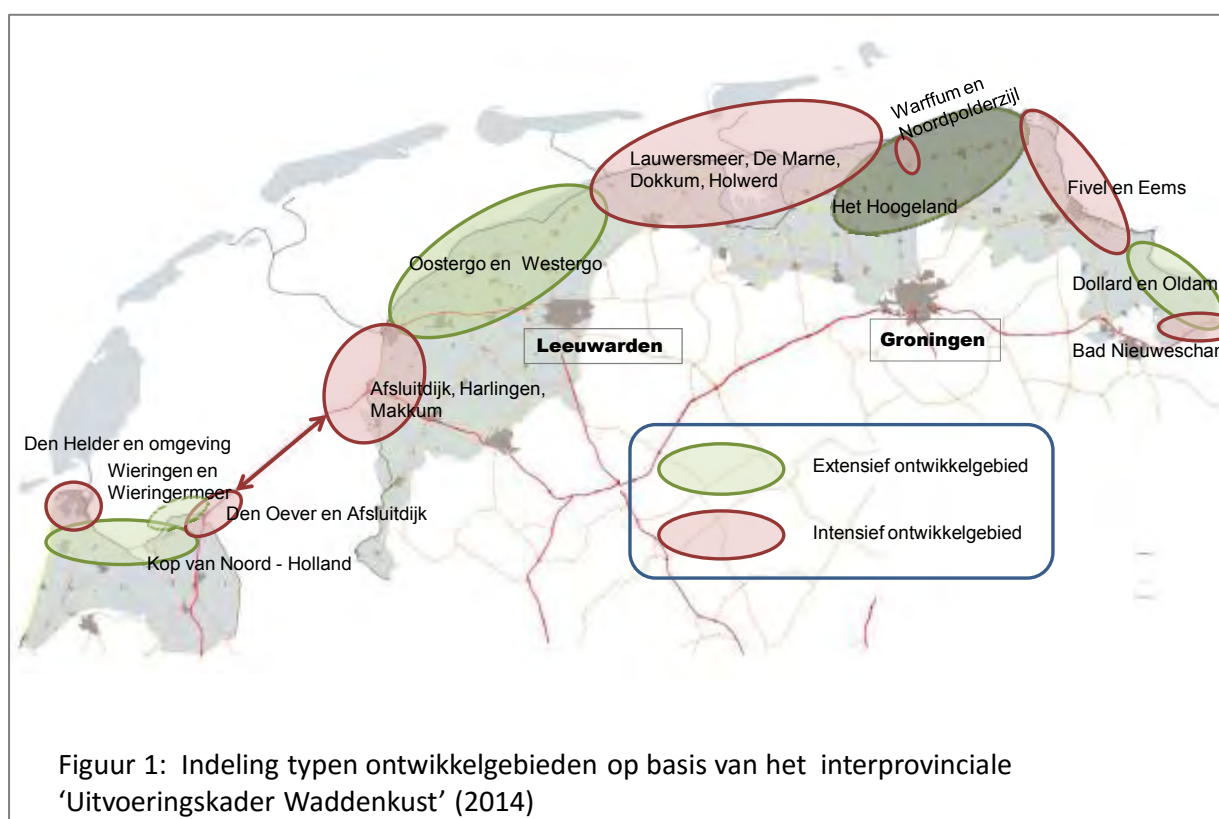 Warffum en
Noordpolderzijl
Lauwersmeer, De Marne,
Dokkum, Holwerd
Fivel en Eems
Het Hoogeland
Oostergo en Westergo
Dollard en Oldam
Leeuwarden
Groningen
Bad Nieuweschan
Afsluitdijk, Harlingen,
Makkum
Den Helder en omgeving
Wieringen en
Wieringermeer
Den Oever en Afsluitdijk
Kop van Noord - Holland
Extensief ontwikkelgebied
Intensief ontwikkelgebied
Figuur 1: Indeling typen ontwikkelgebieden op basis van het interprovinciale
‘Uitvoeringskader Waddenkust’ (2014)